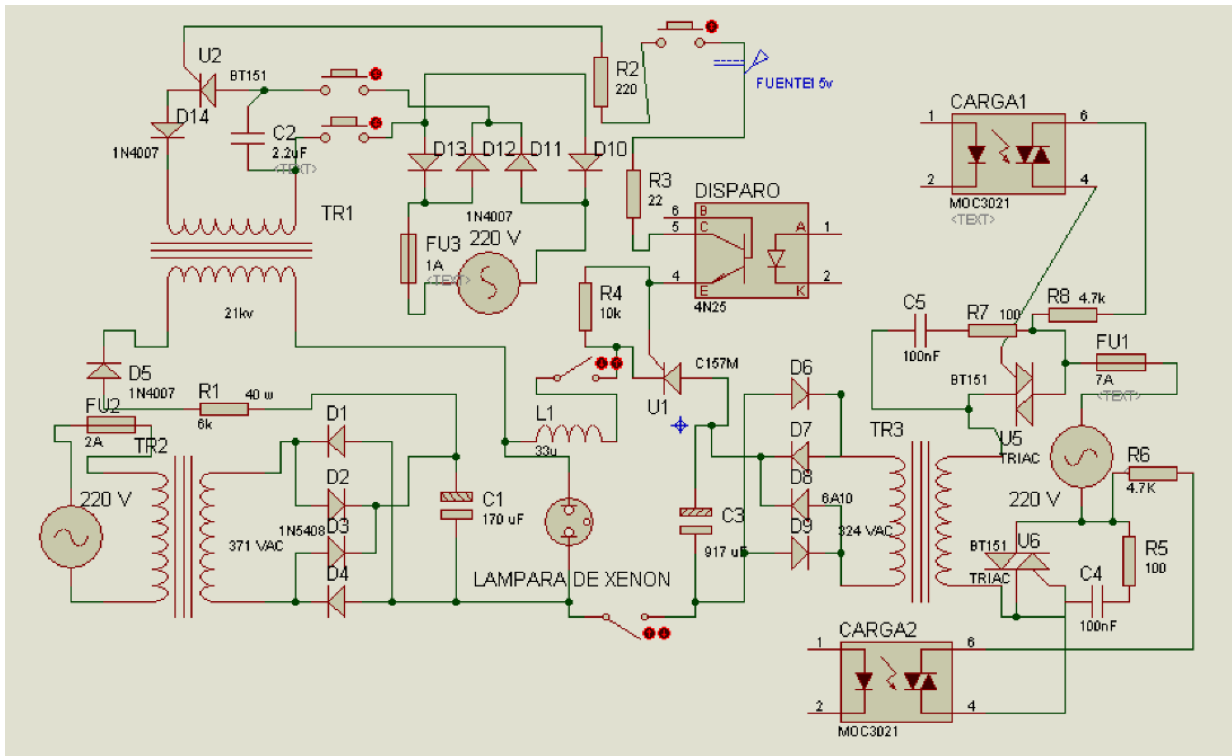 U2
BT151
D14
1N4007
C2
2.2uF
<TEXT>
R2
220
FUENTE! 5v
D13
D12
D11
D10
1N4007
220 V
FU3
1A
<TEXT>
R3
22
DISPARO
6
B
5
C
4
E
A
1
K
2
4N25
CARGA1
1
2
6
4
MOC3021
<TEXT>
TR1
21kv
R4
10k
C157M
U1
C5
100nF
R7
100
R8
4.7k
FU1
7A
<TEXT>
BT151
U5
TRIAC
D5
1N4007
R1
40 w
6k
FU2
2A
TR2
220 V
371 VAC
D1
D2
1N5408
D3
D4
C1
170 uF
L1
33u
LAMPARA DE XENON
C3
917 uF
D6
D7
D8
6A10
D9
TR3
324 VAC
220 V
R6
4.7K
BT151
U6
TRIAC
R5
100
C4
100nF
CARGA2
1
2
6
4
MOC3021